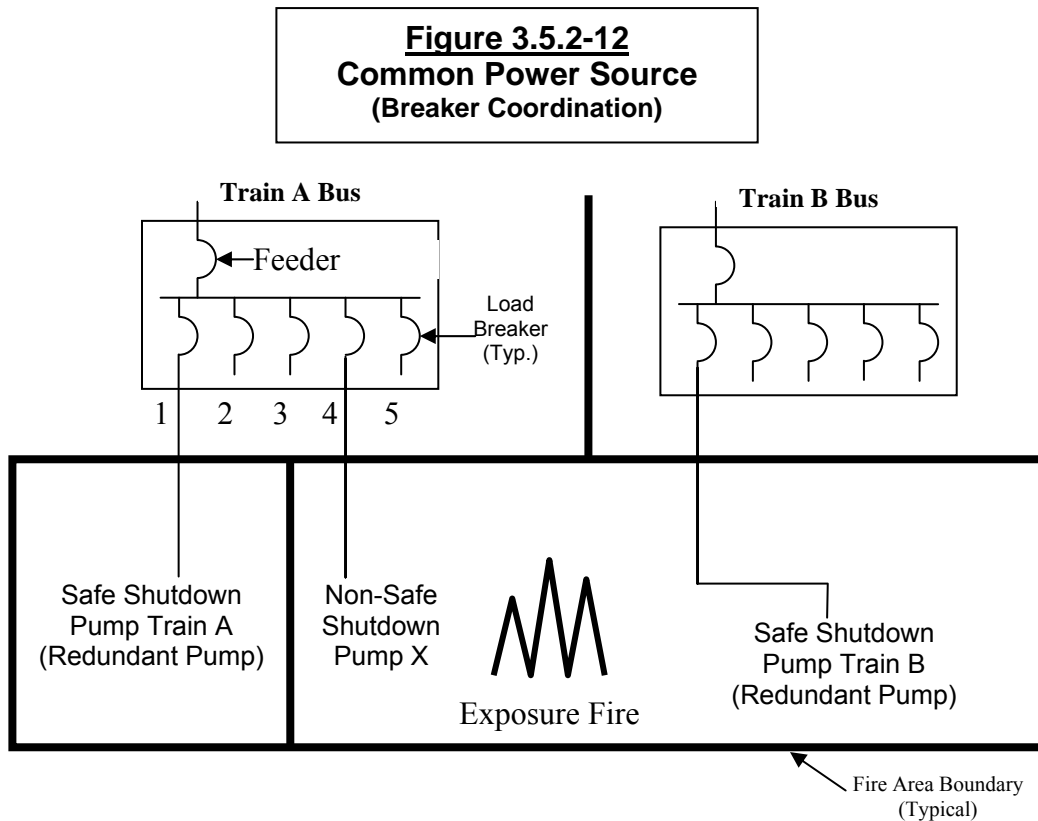 Figure 3.5.2-12
Common Power Source
(Breaker Coordination)
Train A Bus
Train B Bus
Feeder
Load
Breaker
(Typ.)
1 2 3 4 5
Safe Shutdown
Pump Train A
(Redundant Pump)
Non-Safe
Shutdown
Pump X
Exposure Fire
Safe Shutdown
Pump Train B
(Redundant Pump)
Fire Area Boundary
(Typical)